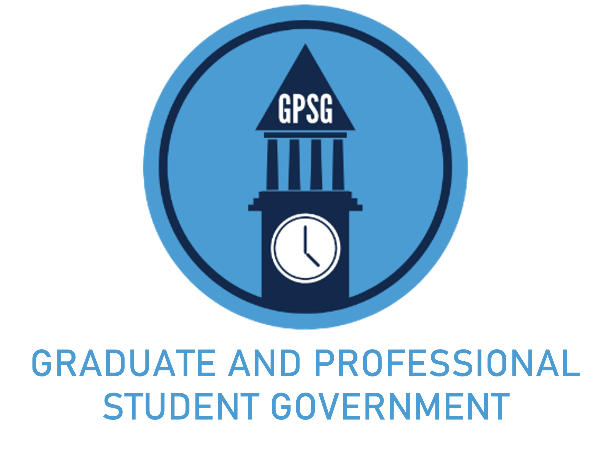 GPSG
GRADUATE AND PROFESSIONAL
STUDENT GOVERNMENT